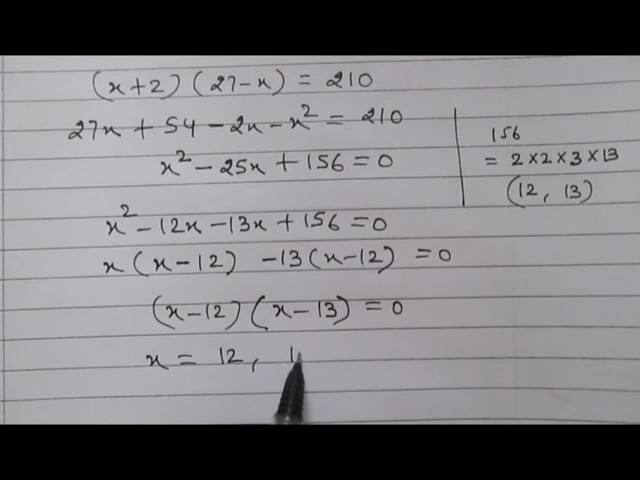 (x+2) (27-x) = 210
27x + 54 - 2x - x² = 210
x² - 25x + 156 = 0
156
= 2×2×3×13
(12, 13)
x² - 12x - 13x + 156 = 0
x(x-12) -13(x-12) = 0
(x-12)(x-13) = 0
x = 12, 1